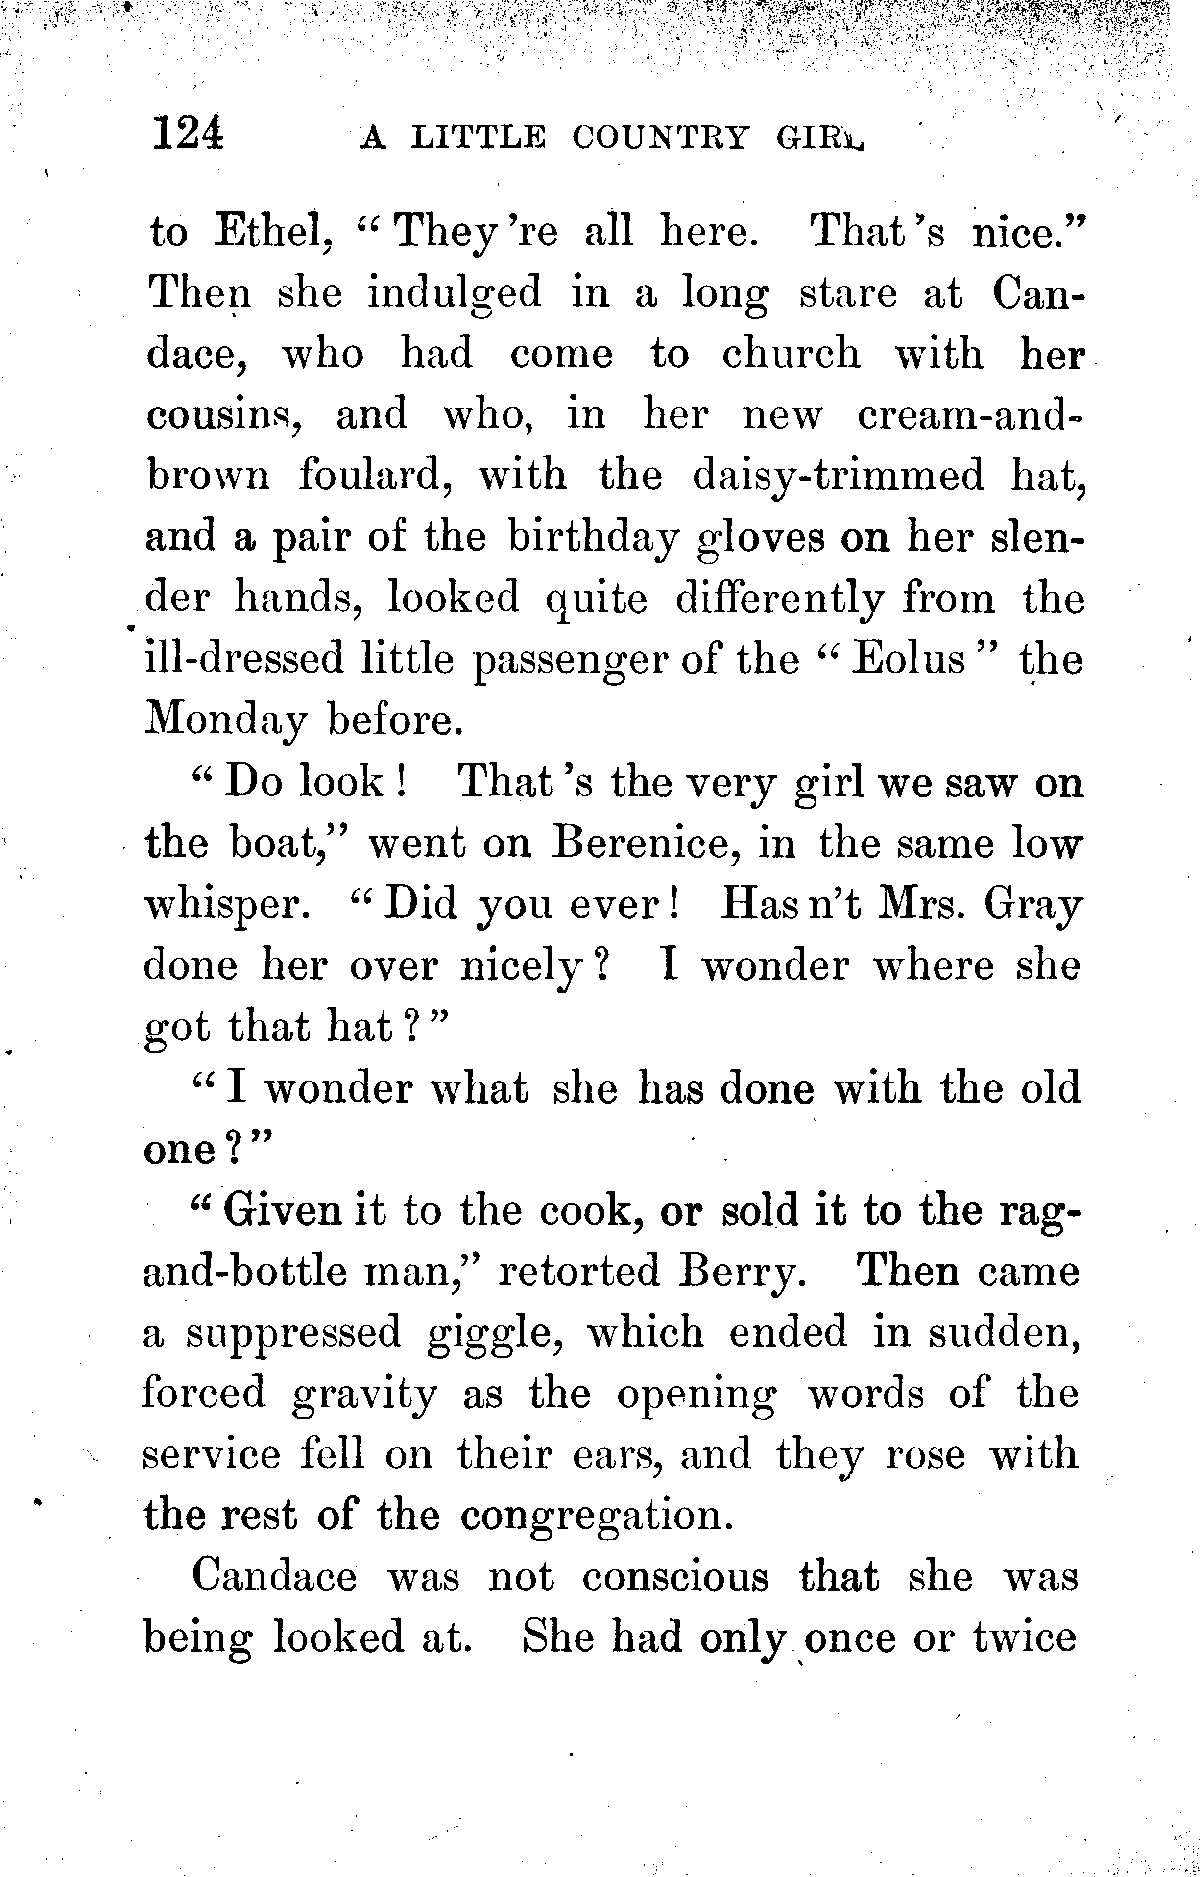 124 A LITTLE COUNTRY GIRL
to Ethel, “They're all here. That's nice.”
Then she indulged in a long stare at Can-
dace, who had come to church with her
cousins, and who, in her new cream-and-
brown foulard, with the daisy-trimmed hat,
and a pair of the birthday gloves on her slen-
der hands, looked quite differently from the
ill-dressed little passenger of the “Eolus” the
Monday before.
“Do look! That's the very girl we saw on
the boat,” went on Berenice, in the same low
whisper. “Did you ever! Has n't Mrs. Gray
done her over nicely? I wonder where she
got that hat?”
“I wonder what she has done with the old
one?”
“Given it to the cook, or sold it to the rag-
and-bottle man,” retorted Berry. Then came
a suppressed giggle, which ended in sudden,
forced gravity as the opening words of the
service fell on their ears, and they rose with
the rest of the congregation.
Candace was not conscious that she was
being looked at. She had only once or twice